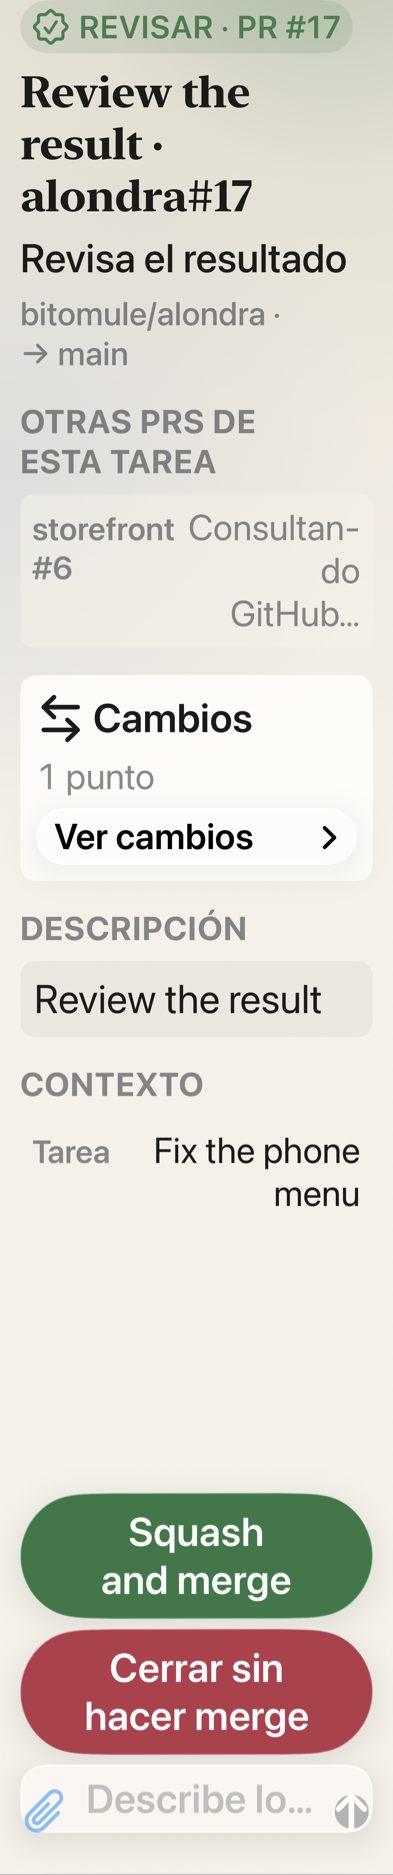 REVISAR · PR #17
Review the
result ·
alondra#17
Revisa el resultado
bitomule/alondra ·
→ main
OTRAS PRS DE
ESTA TAREA
storefront Consultan-
#6 do
GitHub...
Cambios
1 punto
Ver cambios
DESCRIPCIÓN
Review the result
CONTEXTO
Tarea Fix the phone
menu
Squash
and merge
Cerrar sin
hacer merge
Describe lo...